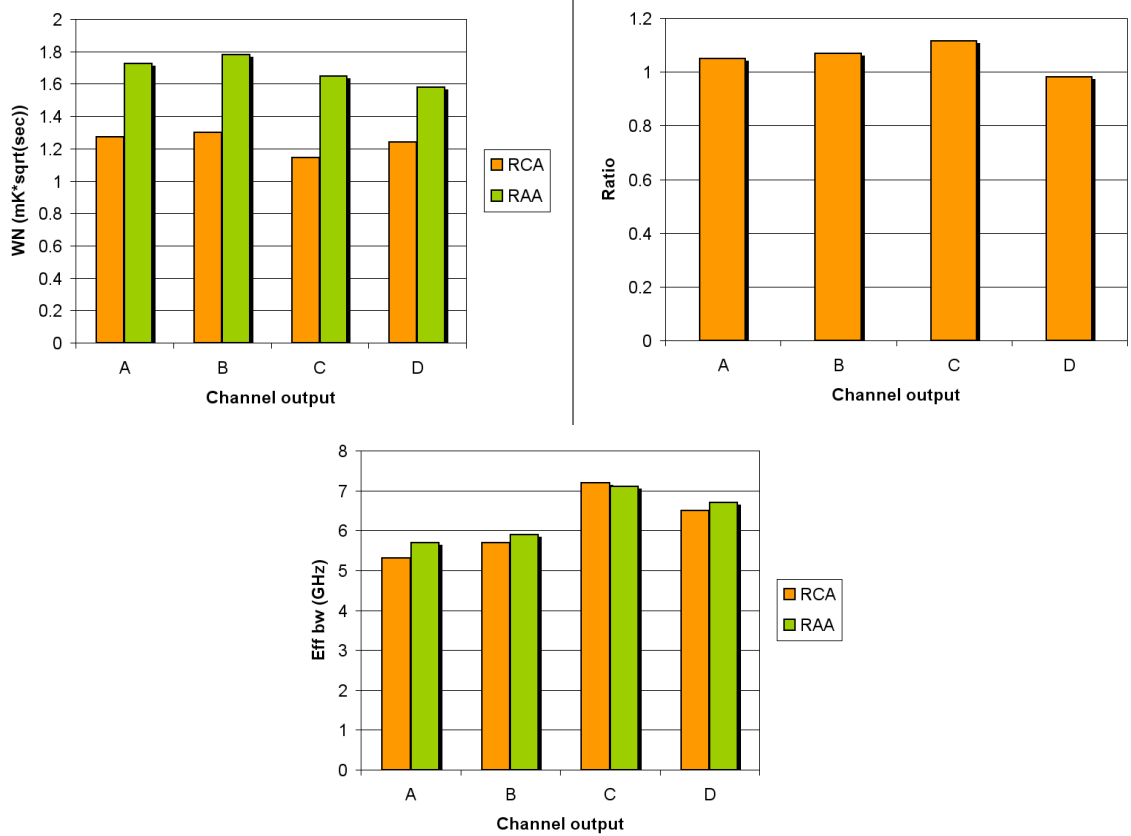 2
1.8
1.6
1.4
1.2
1
0.8
0.6
0.4
0.2
0
WN (mK*sqrt(sec))
A B C D
Channel output
RCA
RAA
1.2
1
0.8
0.6
0.4
0.2
0
Ratio
A B C D
Channel output
8
7
6
5
4
3
2
1
0
Eff bw (GHz)
A B C D
Channel output
RCA
RAA